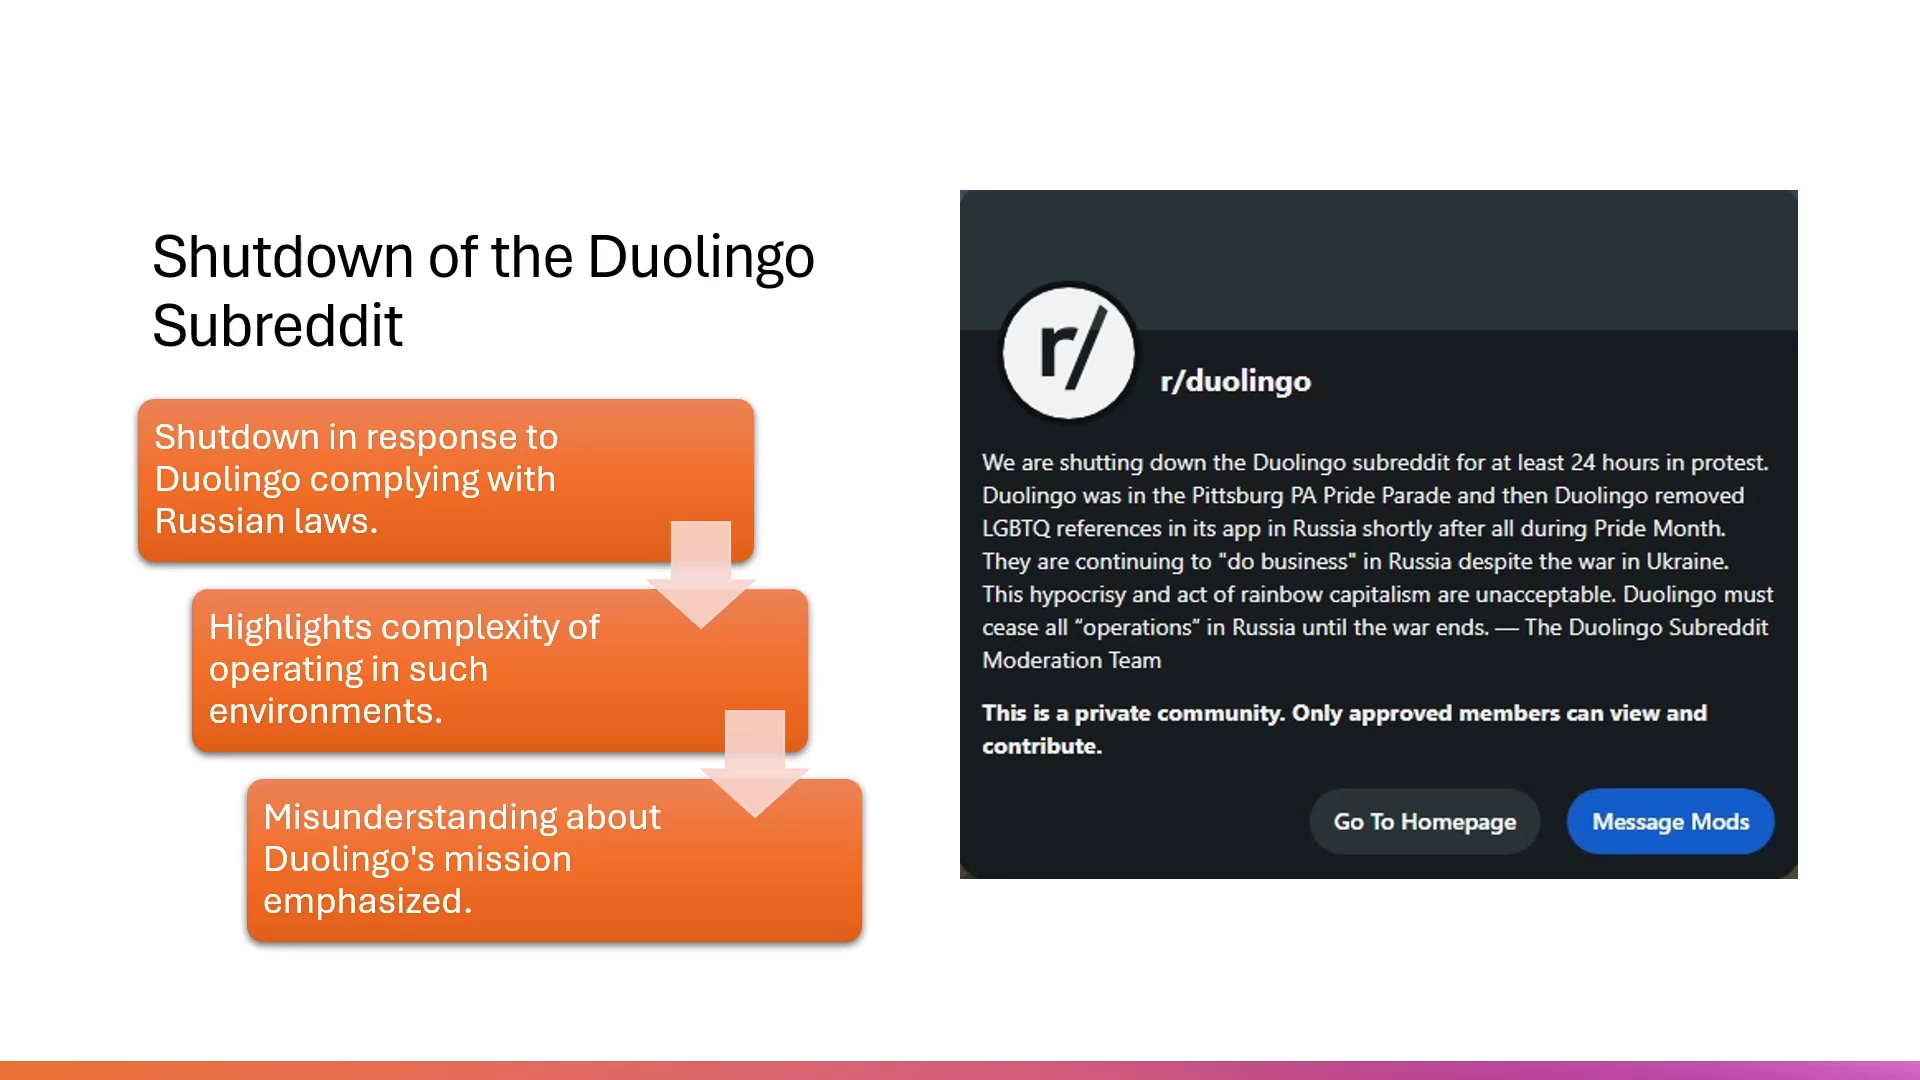 Shutdown of the Duolingo
Subreddit
Shutdown in response to
Duolingo complying with
Russian laws.
Highlights complexity of
operating in such
environments.
Misunderstanding about
Duolingo's mission
emphasized.
r/
r/duolingo
We are shutting down the Duolingo subreddit for at least 24 hours in protest.
Duolingo was in the Pittsburg PA Pride Parade and then Duolingo removed
LGBTQ references in its app in Russia shortly after all during Pride Month.
They are continuing to "do business" in Russia despite the war in Ukraine.
This hypocrisy and act of rainbow capitalism are unacceptable. Duolingo must
cease all “operations“ in Russia until the war ends. — The Duolingo Subreddit
Moderation Team
This is a private community. Only approved members can view and
contribute.
Go To Homepage
Message Mods